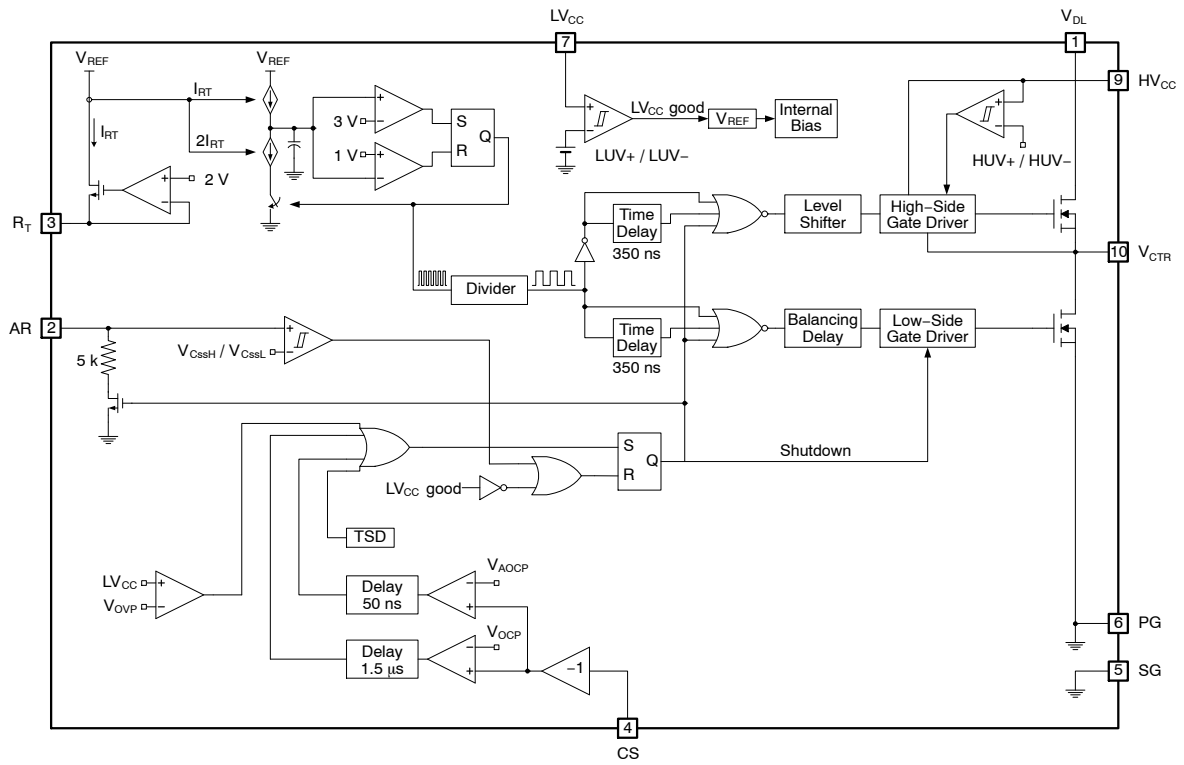 LVCC
7
VDL
1
VREF
VREF
IRT
IRT
2IRT
3 V
1 V
+
−
+
−
S
R
Q
+
−
2 V
RT
3
+
−
LVCC good
VREF
Internal
Bias
LUV+ / LUV−
+
−
HUV+ / HUV−
9
HVCC
Time
Delay
350 ns
Level
Shifter
High−Side
Gate Driver
10
VCTR
Divider
Time
Delay
350 ns
Balancing
Delay
Low−Side
Gate Driver
AR
2
5 k
+
−
VCssH / VCssL
S
R
Q
Shutdown
LVCC good
TSD
LVCC
+
VOVP
−
Delay
50 ns
−
+
VAOCP
Delay
1.5 μs
−
+
VOCP
−1
6
PG
5
SG
4
CS